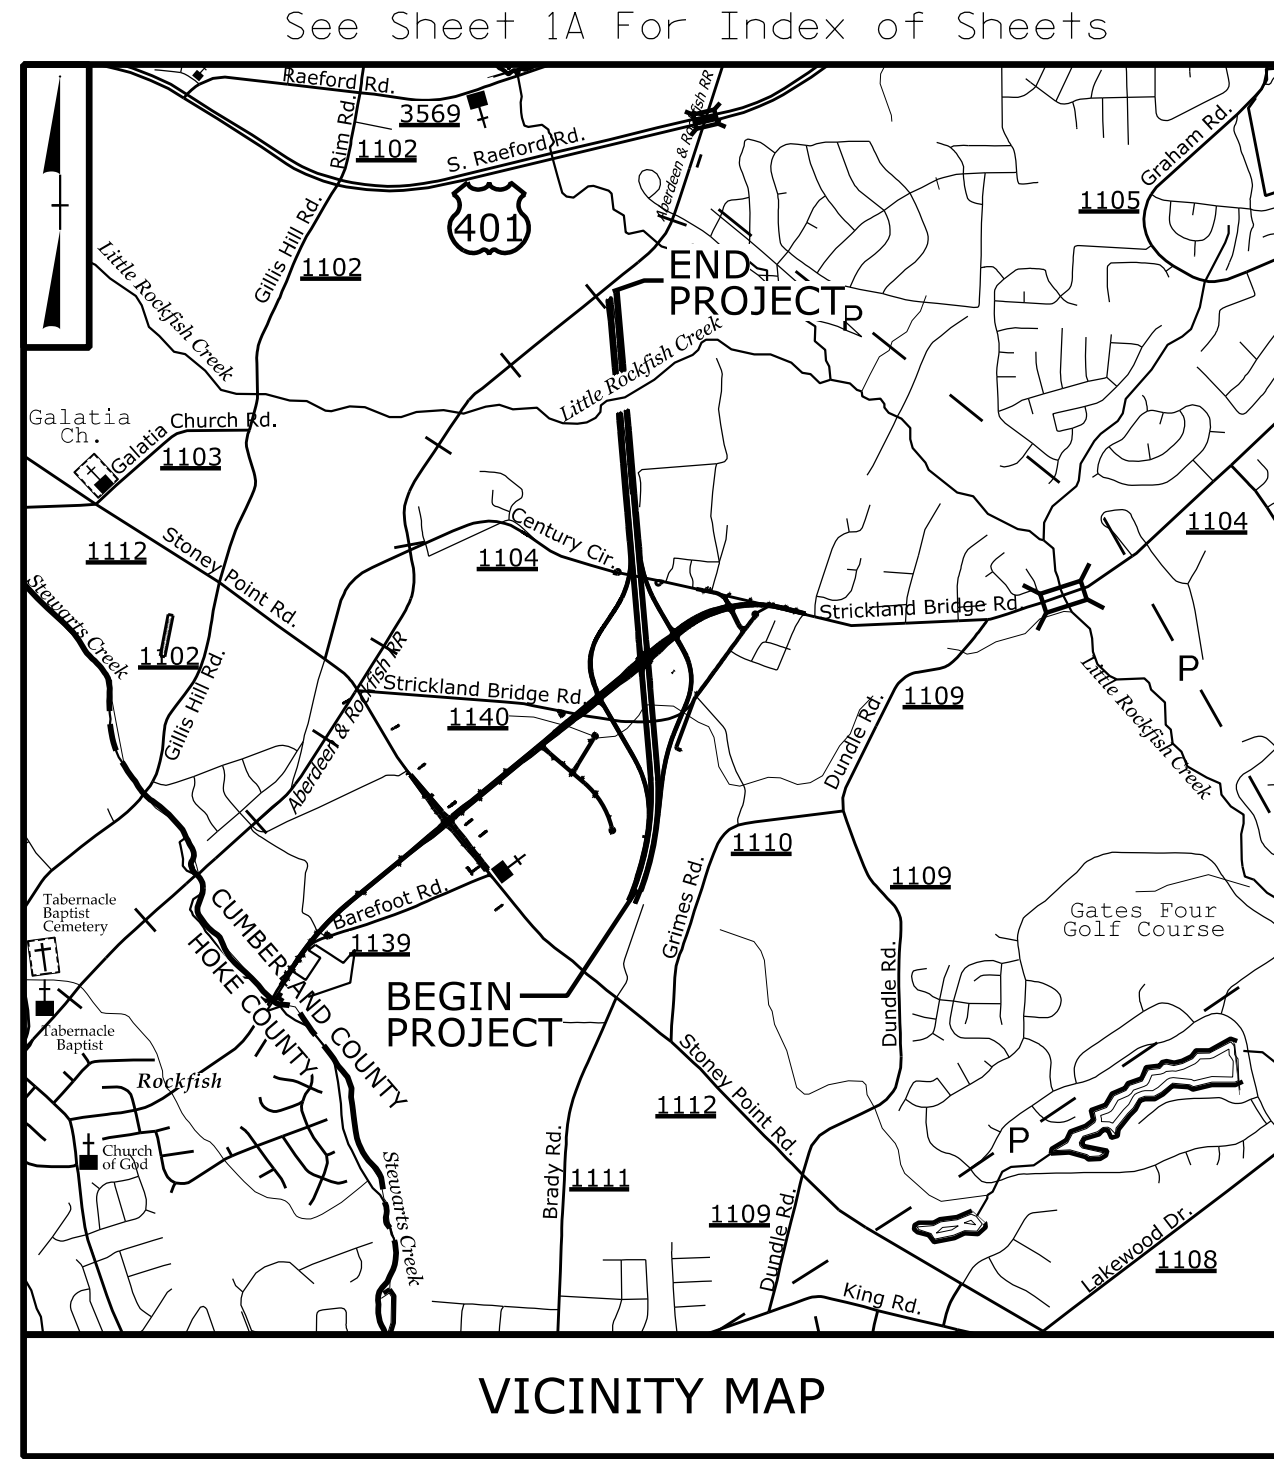 See Sheet 1A For Index of Sheets
Raeford Rd.
3569
Rim Rd.
1102
S. Raeford Rd.
401
Aberdeen & Rockfish RR
Graham Rd.
1105
Gillis Hill Rd.
1102
Little Rockfish Creek
END
PROJECT
P
Little Rockfish Creek
Galatia
Ch.
Galatia Church Rd.
1103
1112
Stoney Point Rd.
Century Cir.
1104
1104
Strickland Bridge Rd.
Stewarts Creek
1102
Gillis Hill Rd.
Aberdeen & Rockfish RR
Strickland Bridge Rd.
1140
P
Little Rockfish Creek
1109
Dundle Rd.
1110
Grimes Rd.
1109
Tabernacle
Baptist
Cemetery
CUMBERLAND COUNTY
HOKE COUNTY
Barefoot Rd.
1139
BEGIN
PROJECT
Gates Four
Golf Course
Dundle Rd.
Tabernacle
Baptist
Rockfish
Church
of God
Stoney Point Rd.
1112
P
Stewarts Creek
Brady Rd.
1111
1109
Dundle Rd.
King Rd.
Lakewood Dr.
1108
VICINITY MAP